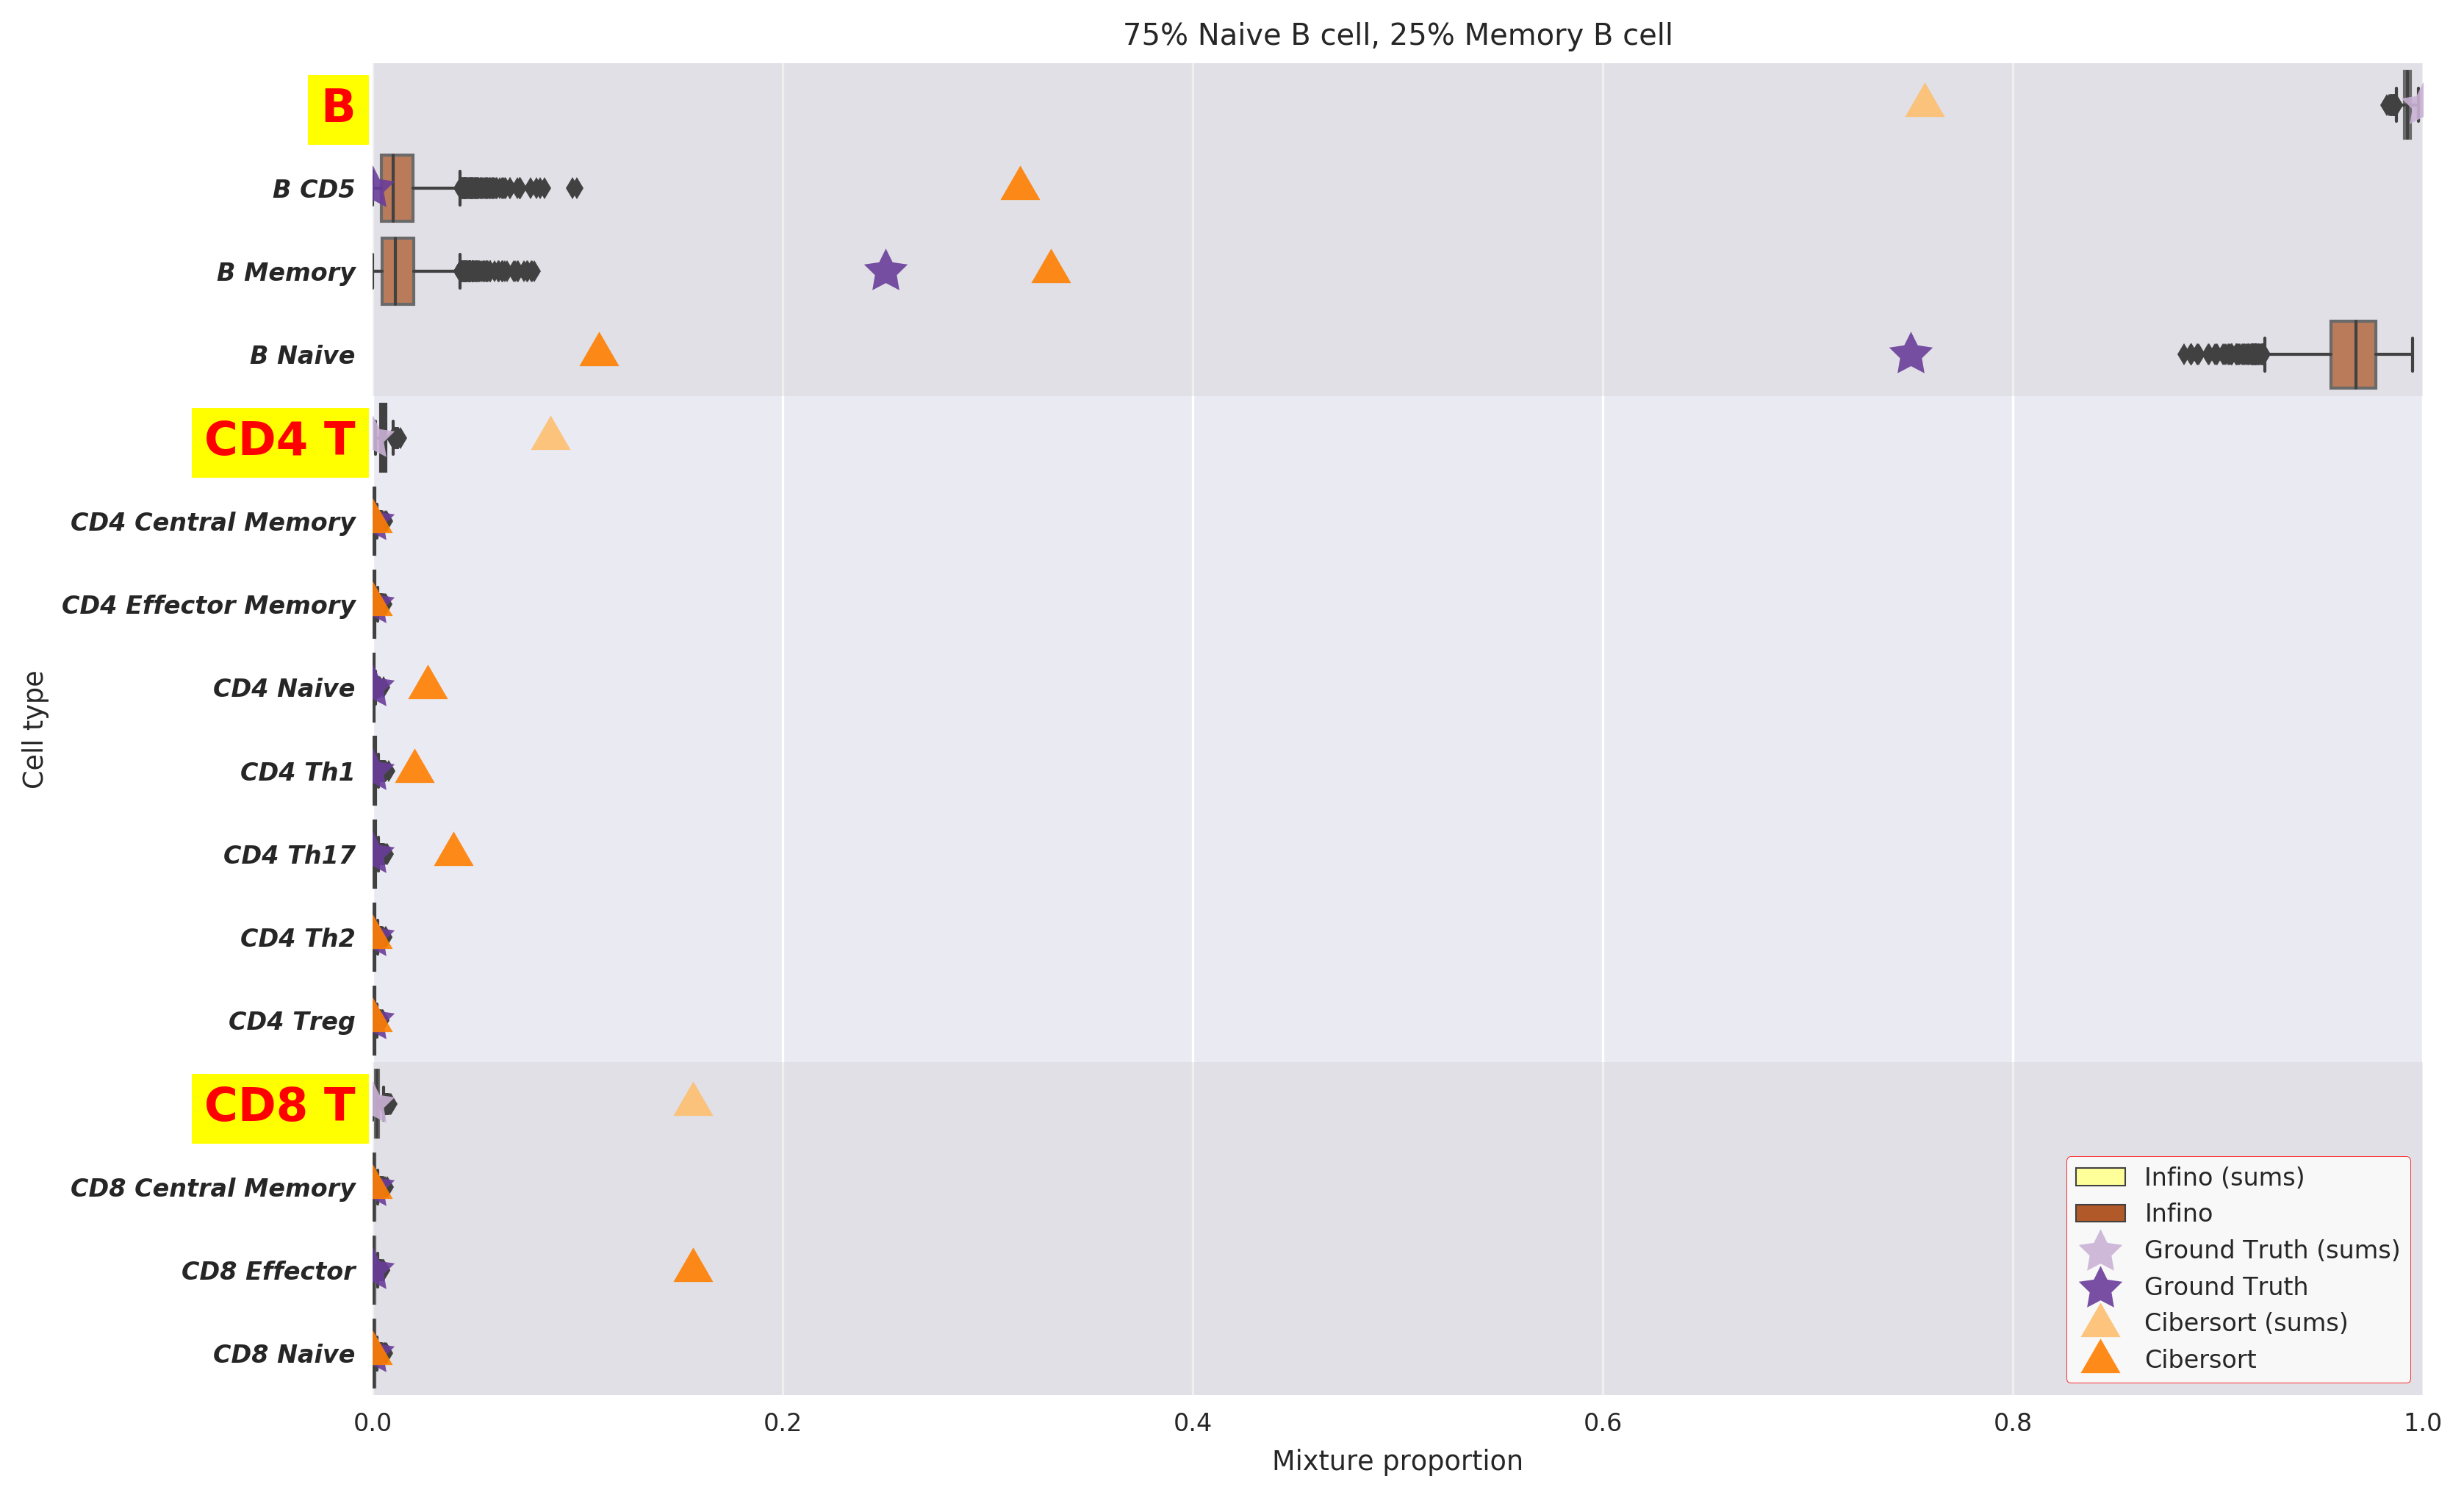 75% Naive B cell, 25% Memory B cell
B
B CD5
B Memory
B Naive
CD4 T
CD4 Central Memory
CD4 Effector Memory
CD4 Naive
CD4 Th1
CD4 Th17
CD4 Th2
CD4 Treg
CD8 T
CD8 Central Memory
CD8 Effector
CD8 Naive
Cell type
Infino (sums)
Infino
Ground Truth (sums)
Ground Truth
Cibersort (sums)
Cibersort
0.0 0.2 0.4 0.6 0.8 1.0
Mixture proportion